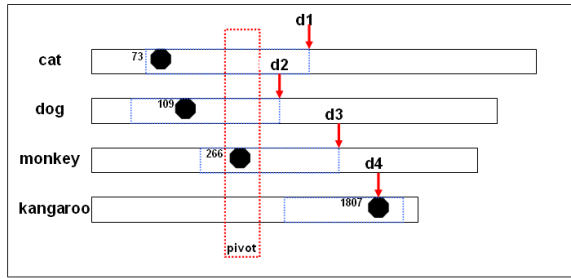 d1
cat
73
d2
dog
109
d3
monkey
266
d4
kangaroo
1807
pivot